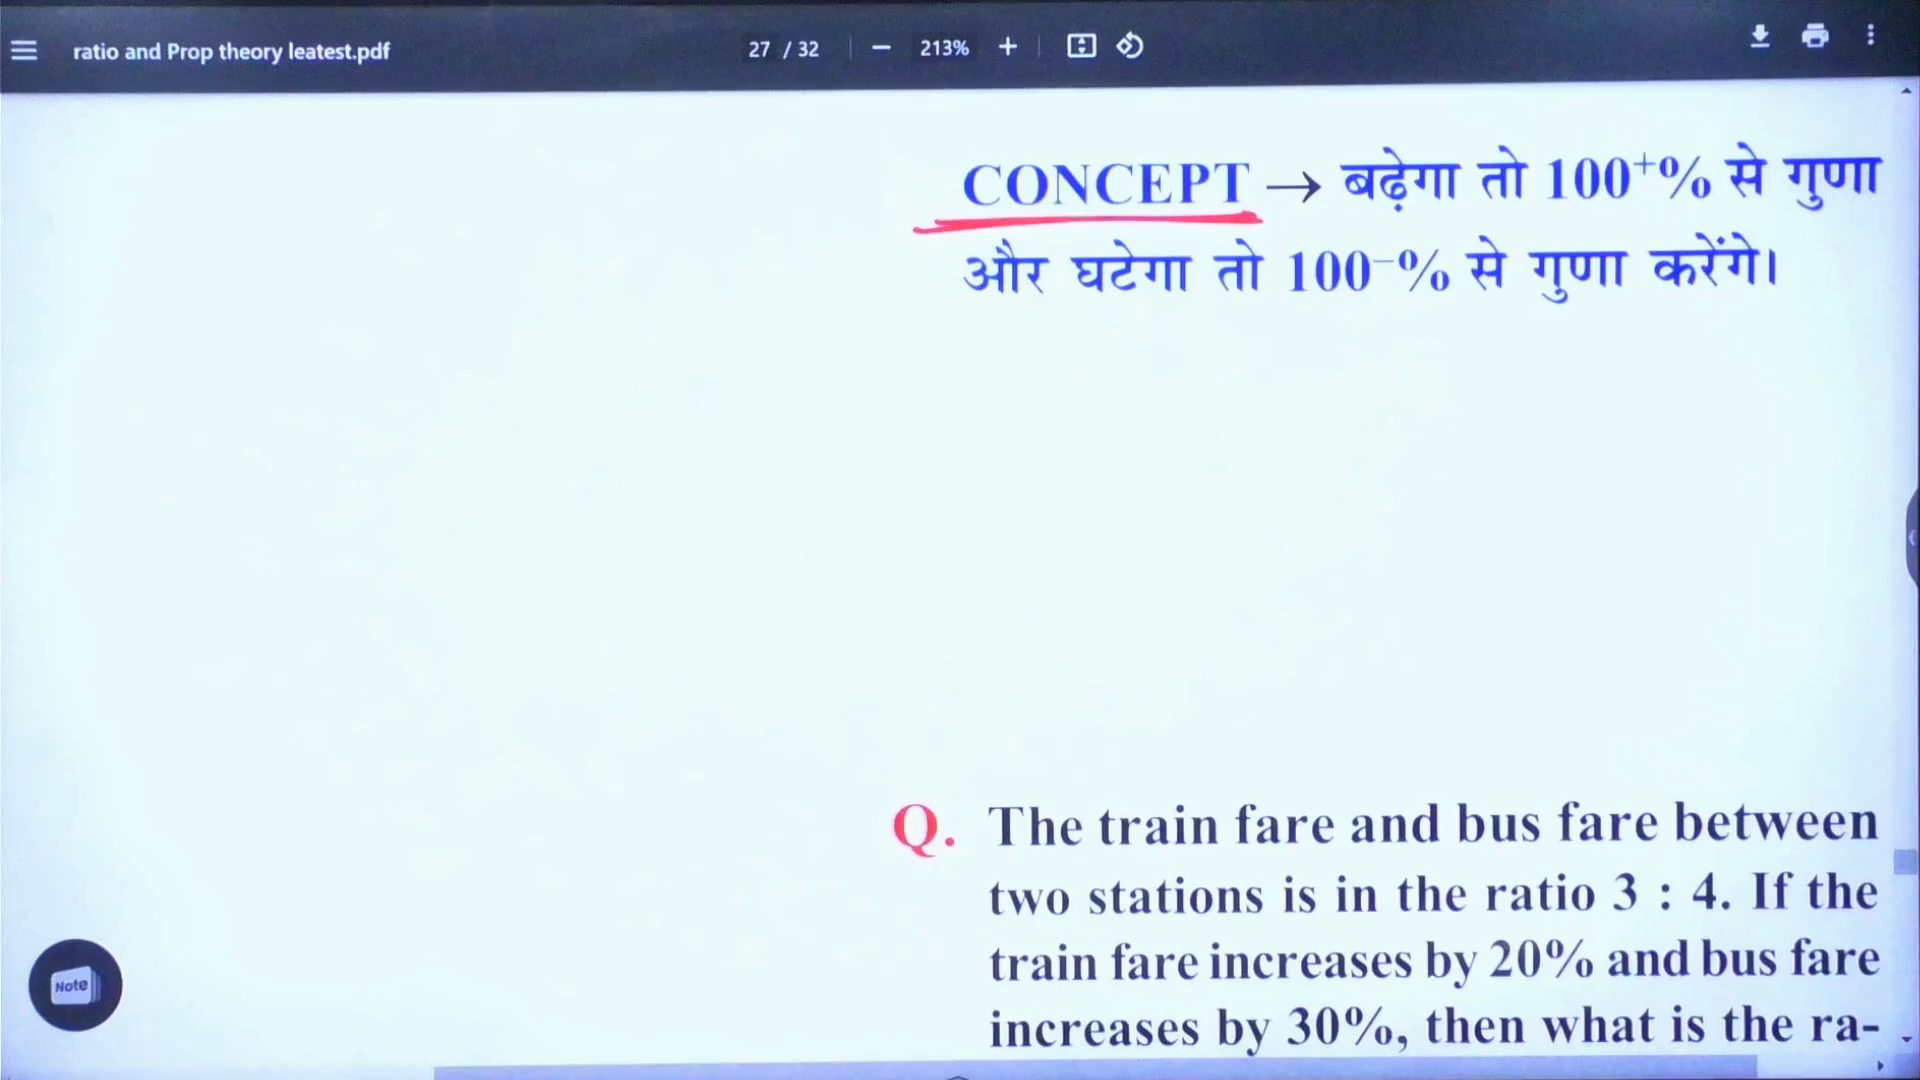 ratio and Prop theory leatest.pdf
27 / 32
213%
CONCEPT → बढ़ेगा तो 100⁺% से गुणा
और घटेगा तो 100⁻% से गुणा करेंगे।
Q. The train fare and bus fare between
two stations is in the ratio 3 : 4. If the
train fare increases by 20% and bus fare
increases by 30%, then what is the ra-
Note